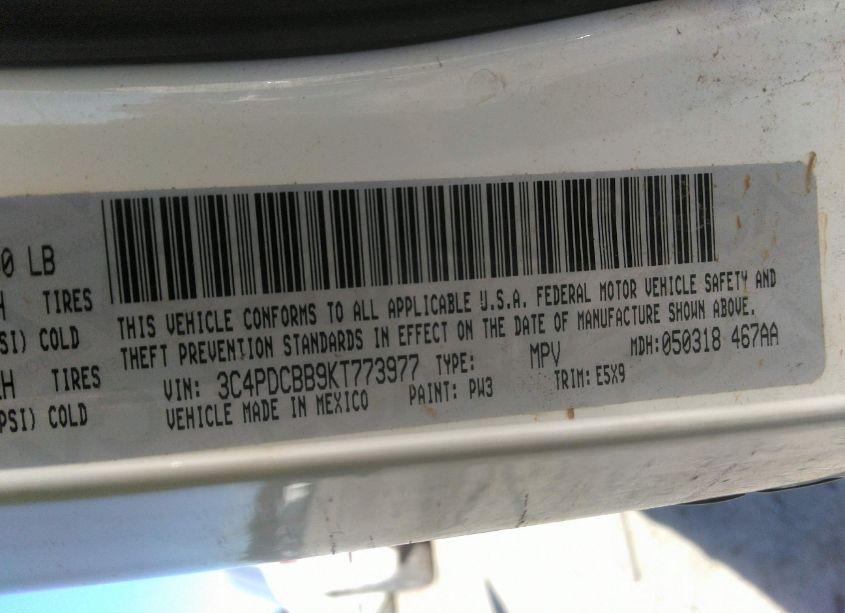 0 LB
TIRES
SI) COLD
TIRES
PSI) COLD
THIS VEHICLE CONFORMS TO ALL APPLICABLE U.S.A. FEDERAL MOTOR VEHICLE SAFETY AND
THEFT PREVENTION STANDARDS IN EFFECT ON THE DATE OF MANUFACTURE SHOWN ABOVE.
VIN: 3C4PDCBB9KT773977 TYPE: MPV MDH:050318 467AA
VEHICLE MADE IN MEXICO PAINT: PW3 TRIM: E5X9